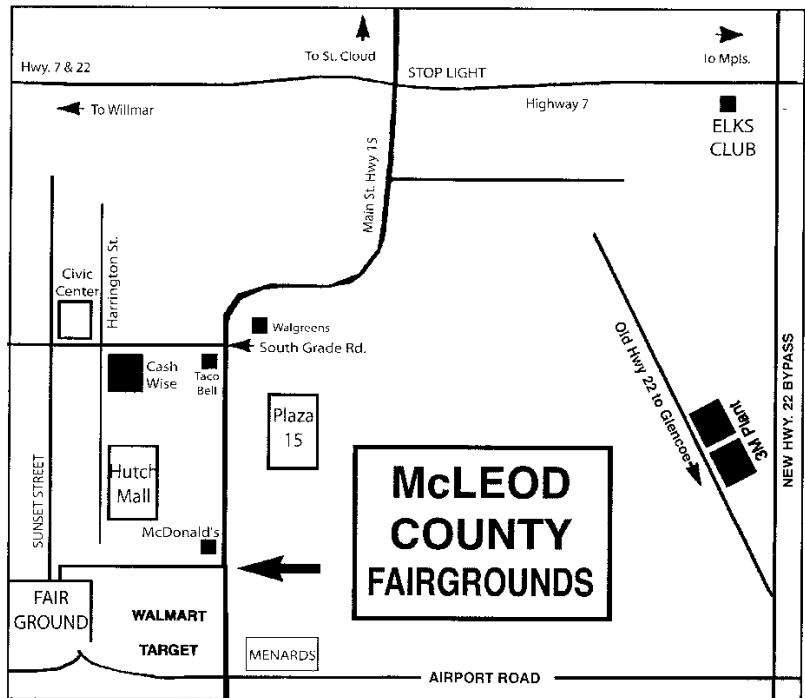 To St. Cloud
Io Mpls.
Hwy. 7 & 22
STOP LIGHT
To Willmar
Highway 7
ELKS
CLUB
Main St. Hwy 15
Harrington St.
Civic
Center
Walgreens
South Grade Rd.
Cash
Wise
Taco
Bell
Plaza
15
Old Hwy 22 to Glencoe
3M Plant
NEW HWY. 22 BYPASS
Hutch
Mall
SUNSET STREET
McDonald's
McLEOD
COUNTY
FAIRGROUNDS
FAIR
GROUND
WALMART
TARGET
MENARDS
AIRPORT ROAD